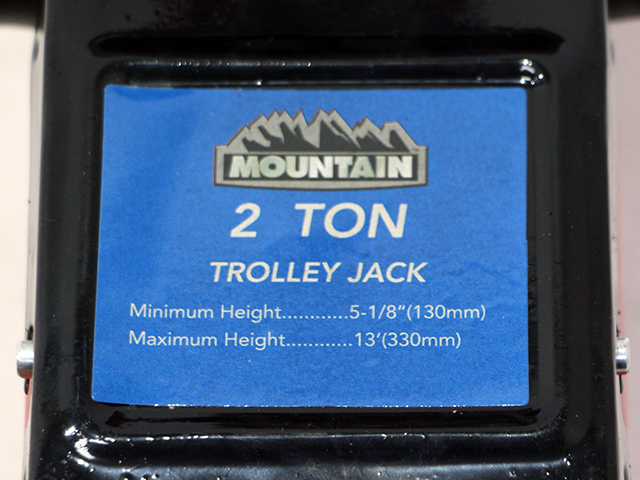 MOUNTAIN
2 TON
TROLLEY JACK
Minimum Height............5-1/8"(130mm)
Maximum Height............13'(330mm)